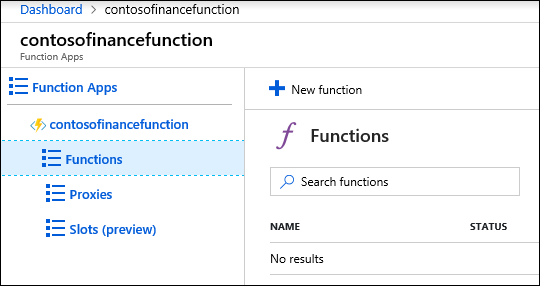 Dashboard > contosofinancefunction
contosofinancefunction
Function Apps
Function Apps
contosofinancefunction
Functions
Proxies
Slots (preview)
New function
Functions
Search functions
NAME STATUS
No results